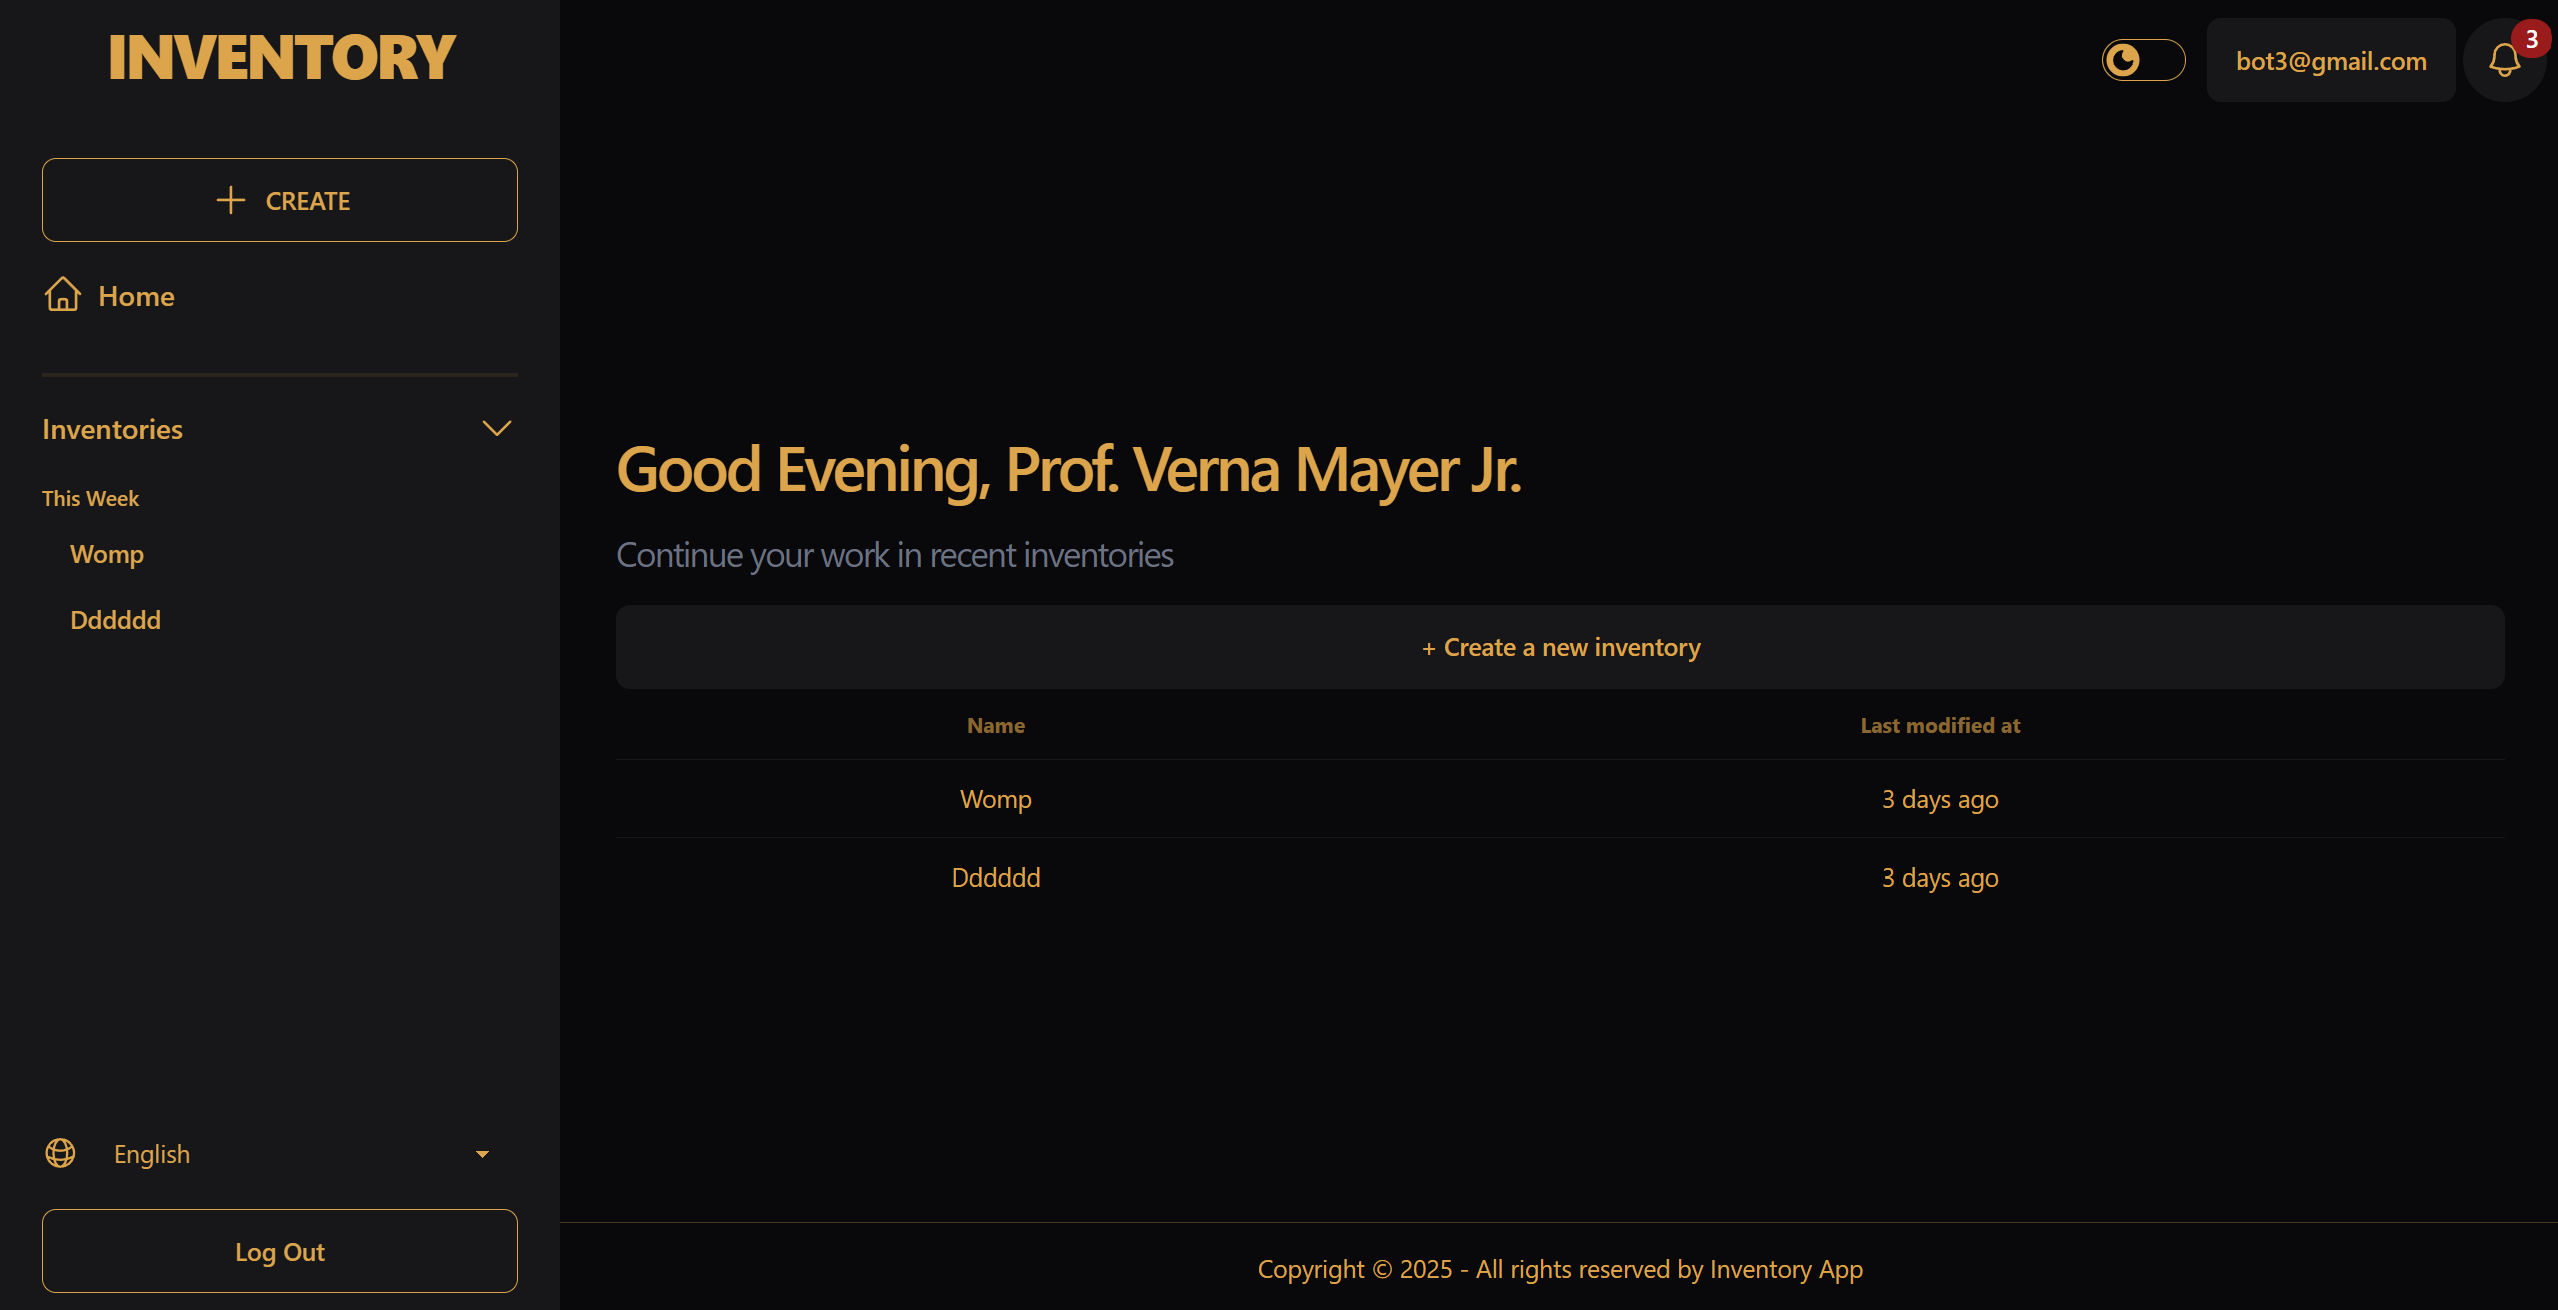 INVENTORY
CREATE
Home
Inventories
This Week
Womp
Dddddd
English
Log Out
bot3@gmail.com
3
Good Evening, Prof. Verna Mayer Jr.
Continue your work in recent inventories
+ Create a new inventory
Name Last modified at
Womp 3 days ago
Dddddd 3 days ago
Copyright © 2025 - All rights reserved by Inventory App